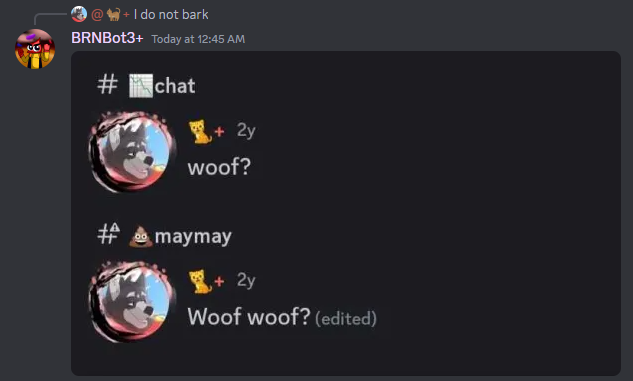 @🐈+ I do not bark
BRNBot3+ Today at 12:45 AM
# 📉chat
🐈+ 2y
woof?
# 💩maymay
🐈+ 2y
Woof woof? (edited)